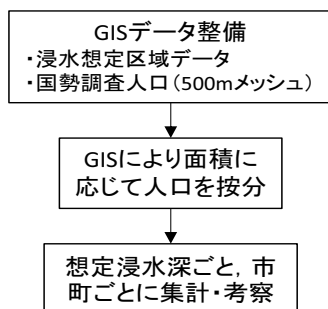 GISデータ整備
・浸水想定区域データ
・国勢調査人口(500mメッシュ)
GISにより面積に
応じて人口を按分
想定浸水深ごと，市
町ごとに集計・考察